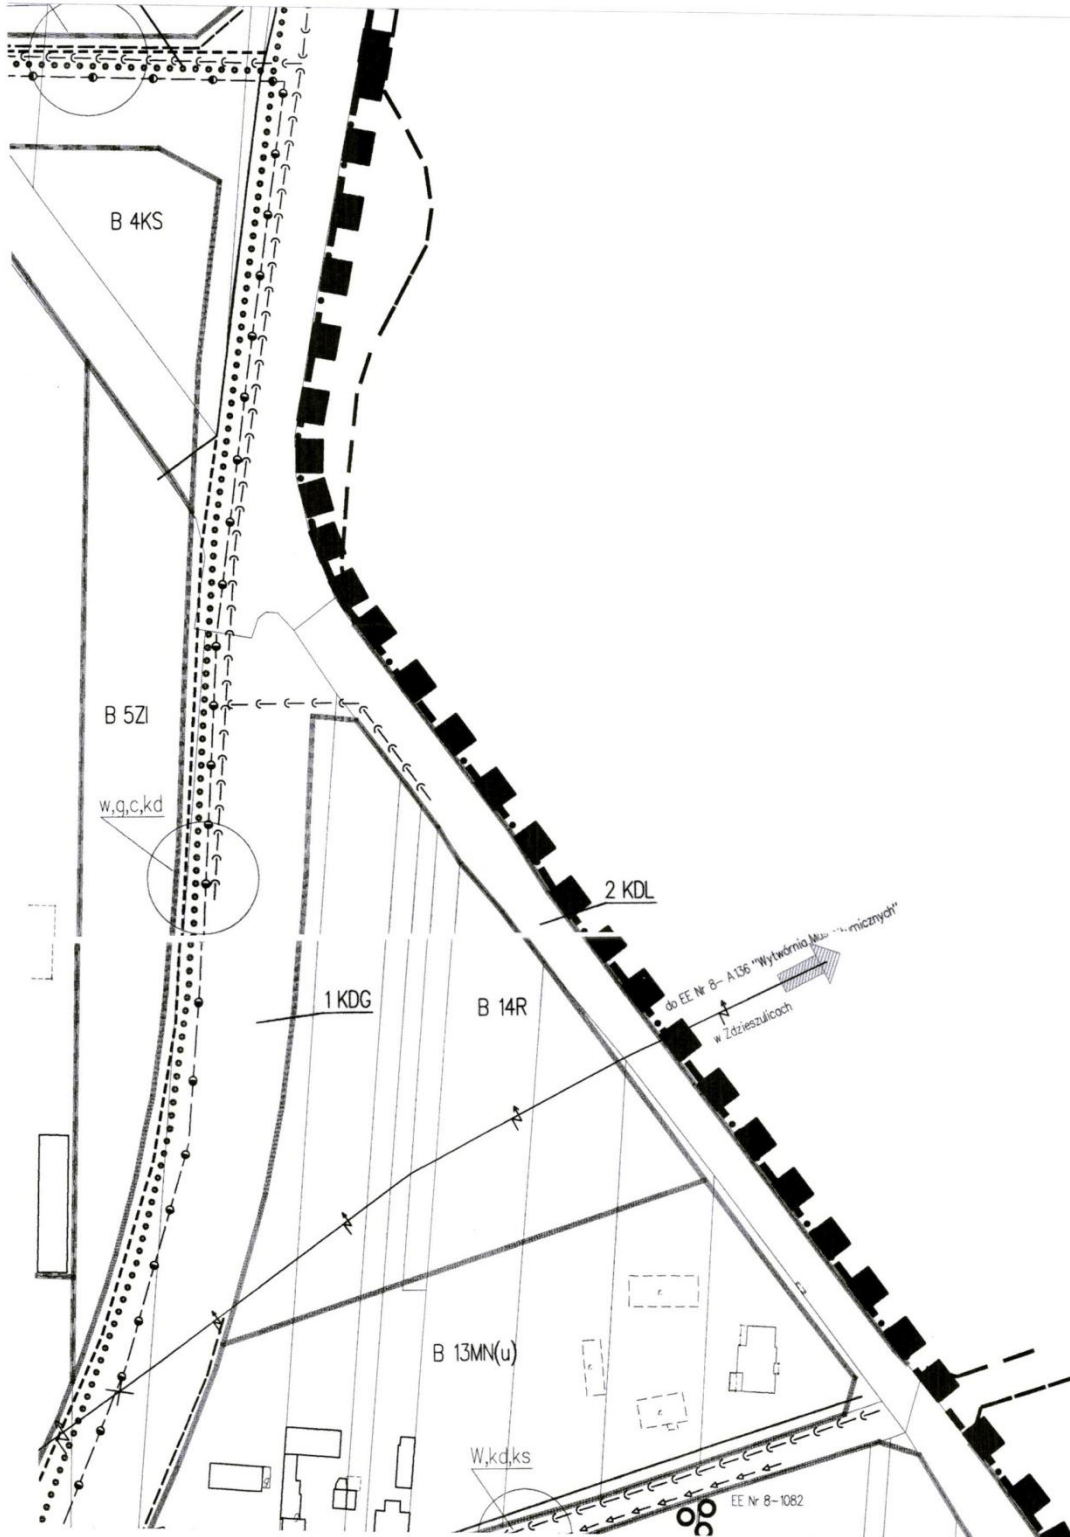 B 4KS
B 5ZI
w,g,c,kd
2 KDL
do EE Nr 8- A136 "Wytwórnia
w Zdzieszulicach
1 KDG
B 14R
B 13MN(u)
W,kd,ks
EE Nr 8-1082